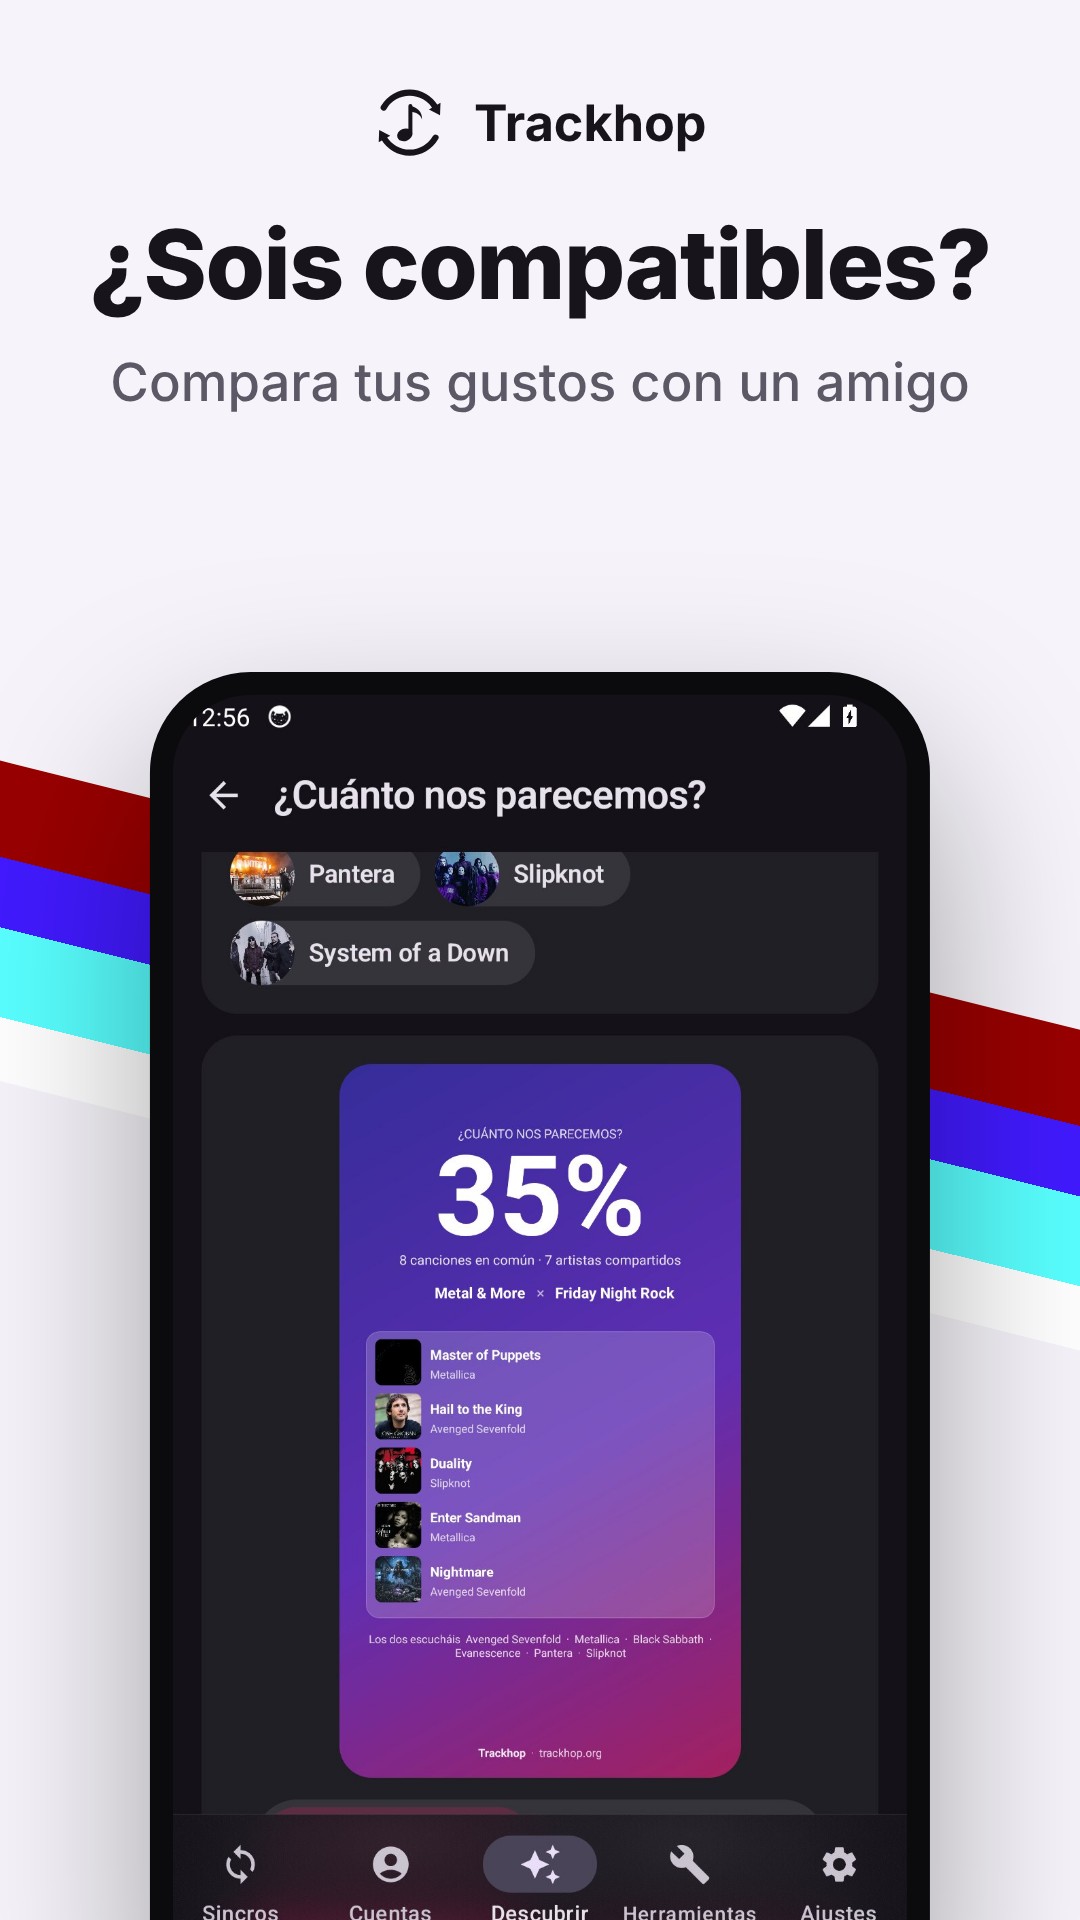 Trackhop
¿Sois compatibles?
Compara tus gustos con un amigo
12:56
¿Cuánto nos parecemos?
Pantera
Slipknot
System of a Down
¿CUÁNTO NOS PARECEMOS?
35%
8 canciones en común · 7 artistas compartidos
Metal & More × Friday Night Rock
Master of Puppets
Metallica
Hail to the King
Avenged Sevenfold
Duality
Slipknot
Enter Sandman
Metallica
Nightmare
Avenged Sevenfold
Los dos escucháis Avenged Sevenfold · Metallica · Black Sabbath ·
Evanescence · Pantera · Slipknot
Trackhop · trackhop.org
Sincros
Cuentas
Descubrir
Herramientas
Ajustes